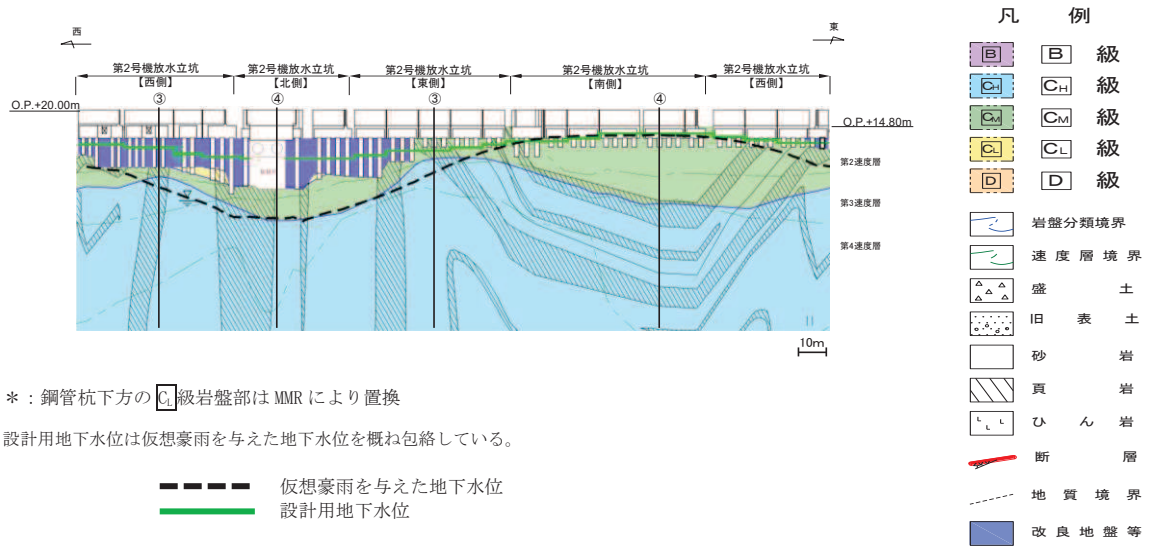 西
東
第2号機放水立坑
【西側】
第2号機放水立坑
【北側】
第2号機放水立坑
【東側】
第2号機放水立坑
【南側】
第2号機放水立坑
【西側】
③
④
③
④
O.P.+20.00m
O.P.+14.80m
第2速度層
第3速度層
第4速度層
10m
*：鋼管杭下方のCL級岩盤部はMMRにより置換
設計用地下水位は仮想豪雨を与えた地下水位を概ね包絡している。
仮想豪雨を与えた地下水位
設計用地下水位
凡 例
B B 級
CH CH 級
CM CM 級
CL CL 級
D D 級
岩盤分類境界
速度層境界
盛 土
旧 表 土
砂 岩
頁 岩
ひ ん 岩
断 層
地 質 境 界
改 良 地 盤 等